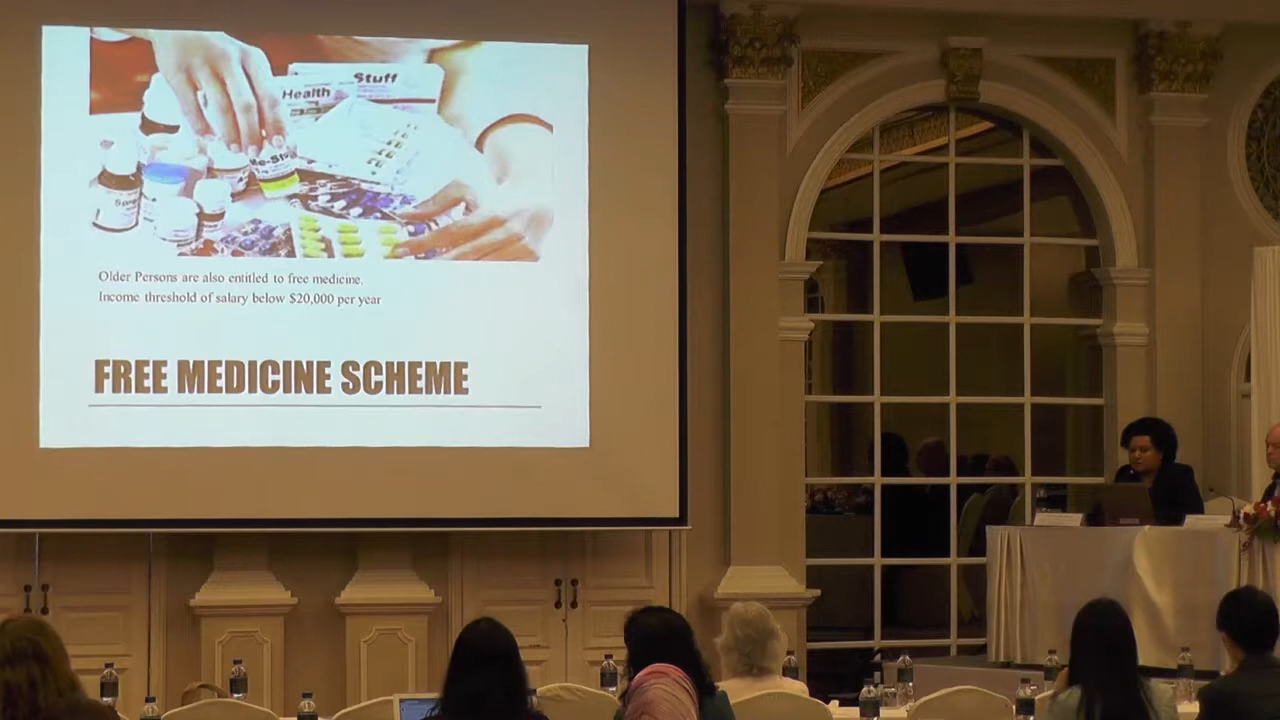 Stuff
Health
Older Persons are also entitled to free medicine.
Income threshold of salary below $20,000 per year
FREE MEDICINE SCHEME